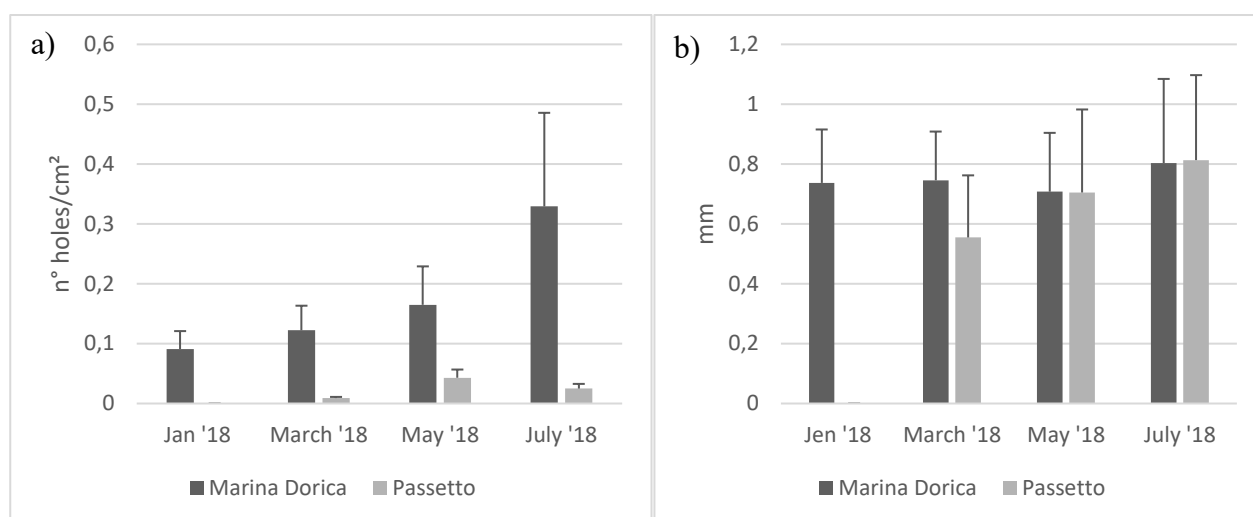 a)
0,6
0,5
0,4
0,3
0,2
0,1
0
n° holes/cm²
Jan '18 March '18 May '18 July '18
Marina Dorica Passetto
b)
1,2
1
0,8
0,6
0,4
0,2
0
mm
Jen '18 March '18 May '18 July '18
Marina Dorica Passetto